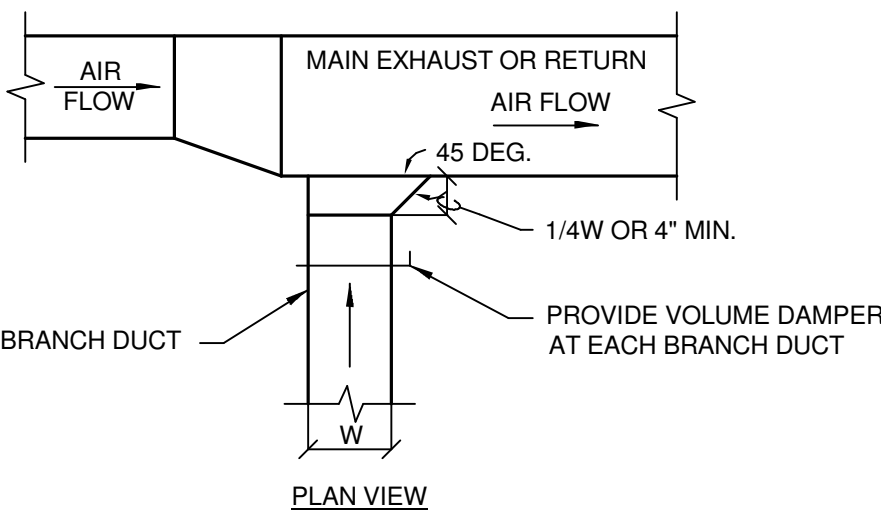 AIR
FLOW
MAIN EXHAUST OR RETURN
AIR FLOW
45 DEG.
1/4W OR 4" MIN.
BRANCH DUCT
PROVIDE VOLUME DAMPER
AT EACH BRANCH DUCT
W
PLAN VIEW